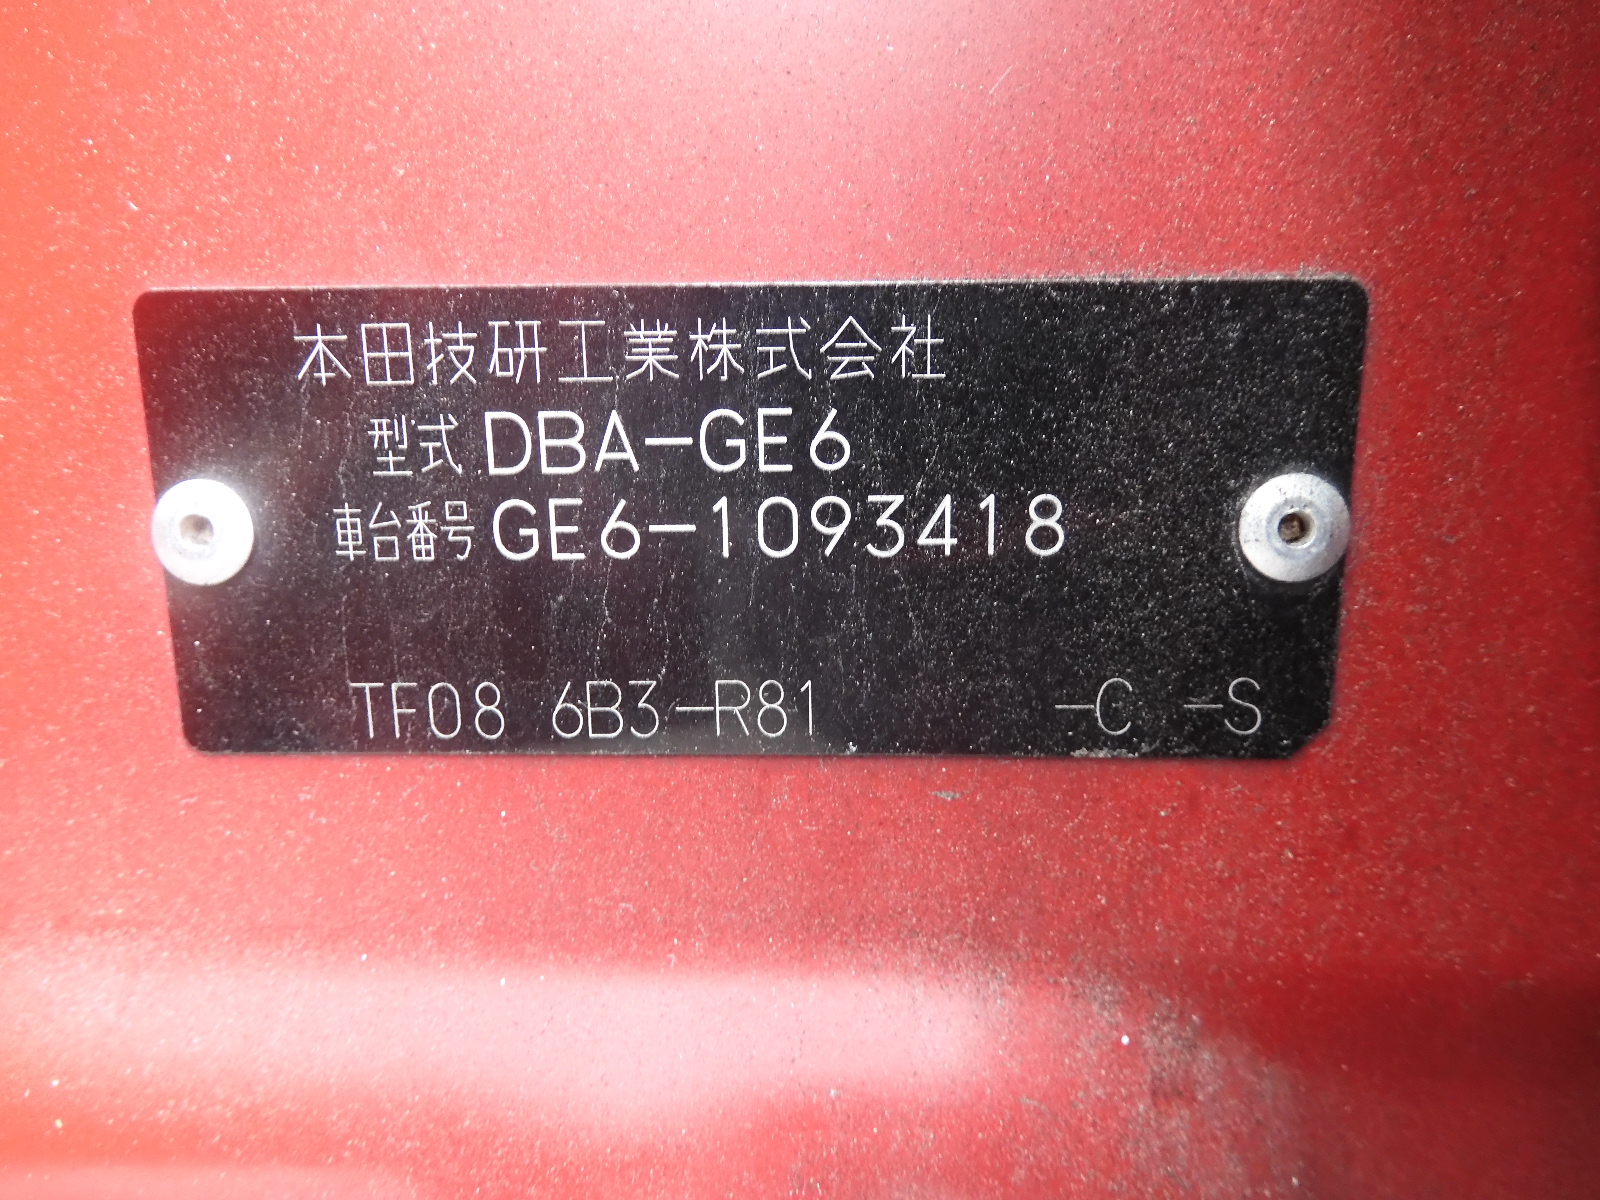 本田技研工業株式会社
型式 DBA-GE6
車台番号 GE6-1093418
TF08 6B3-R81 -C -S